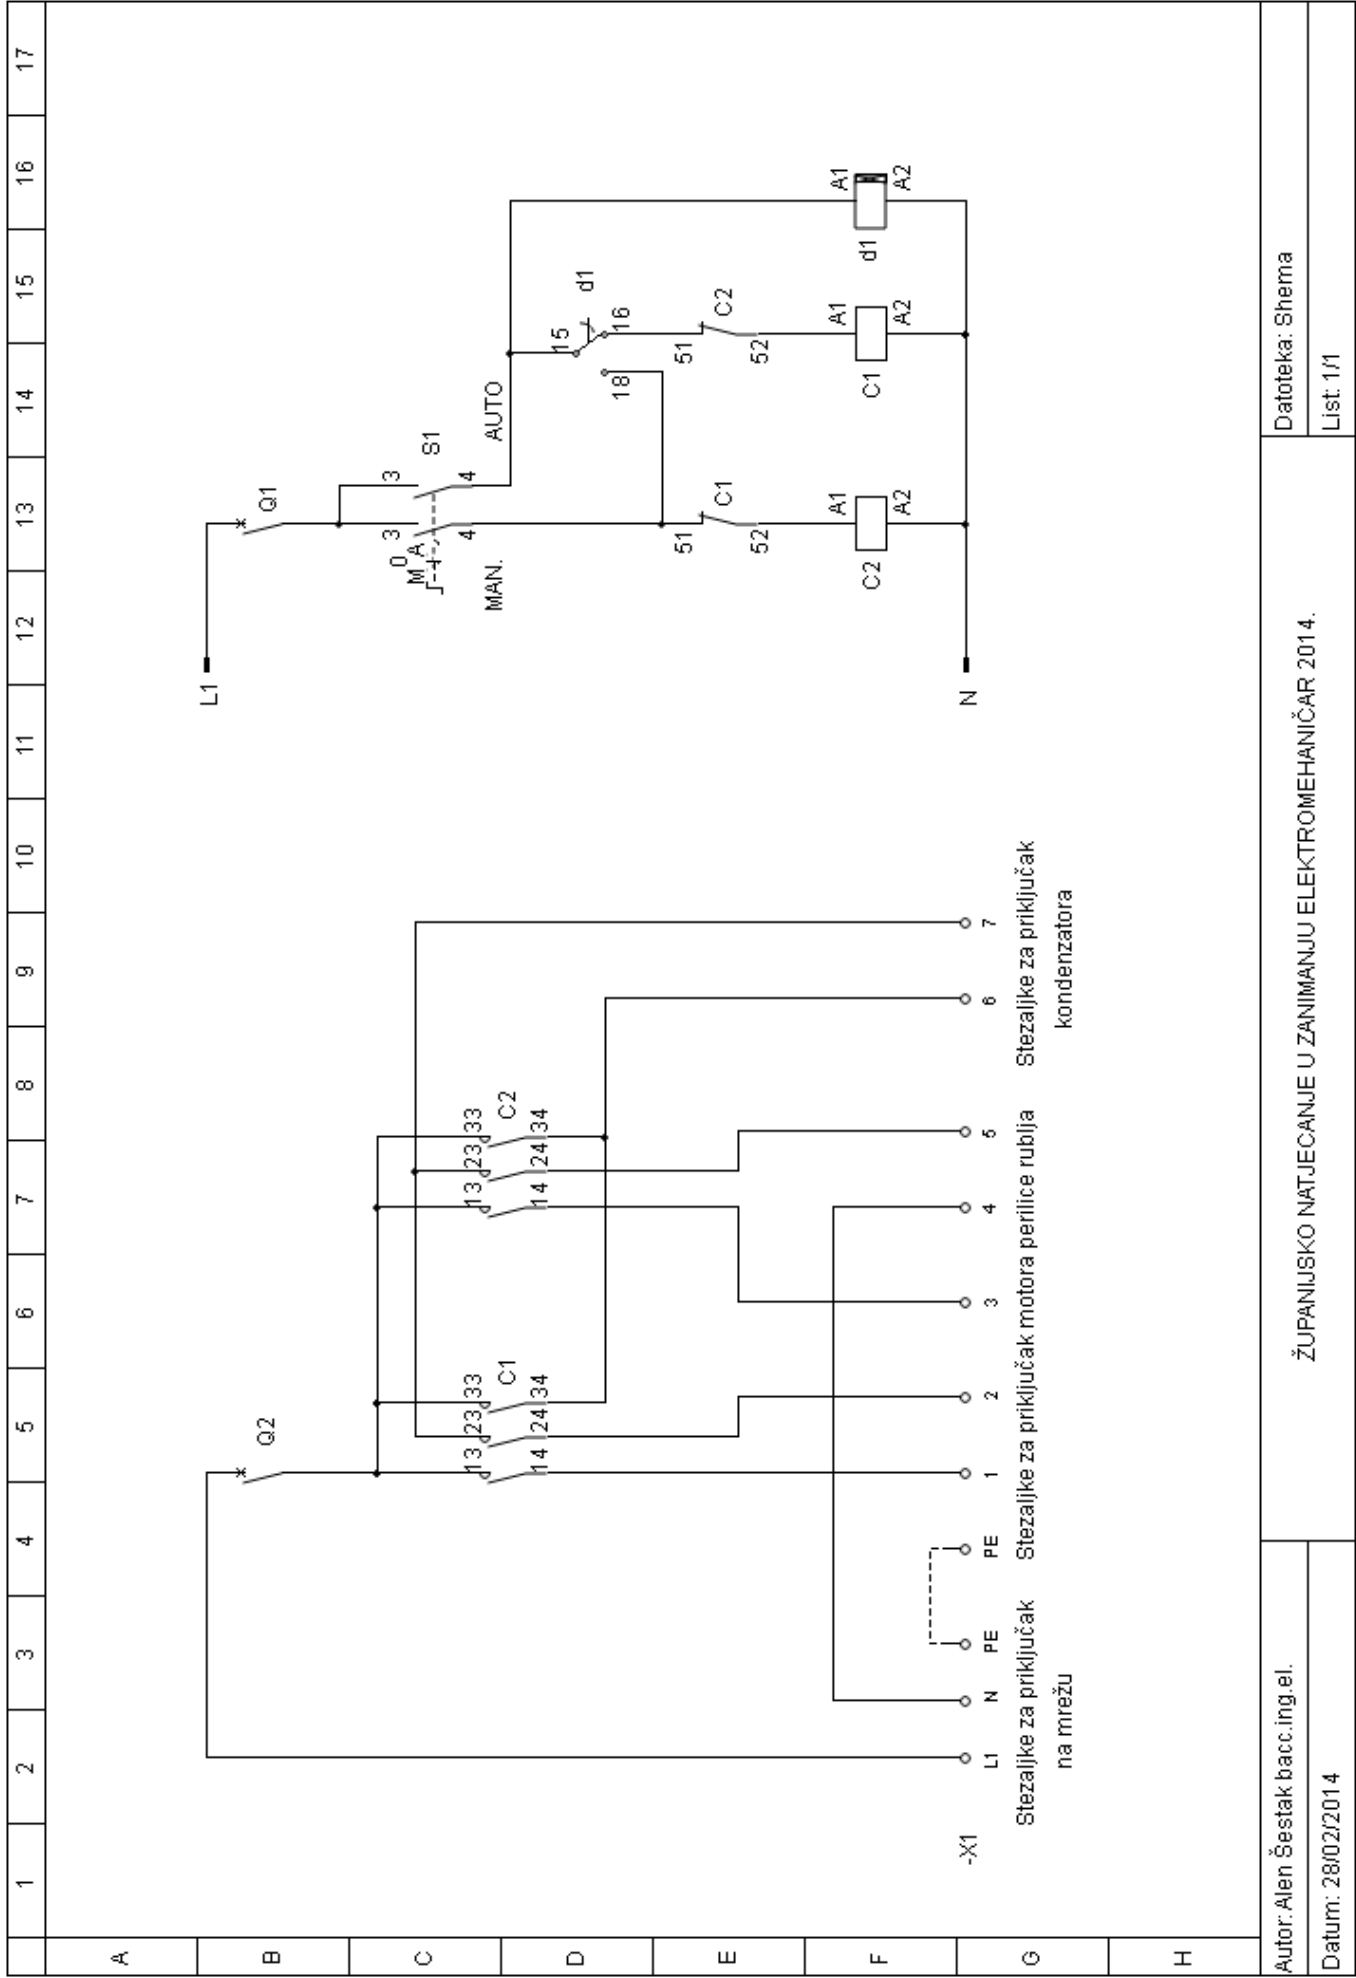 1 2 3 4 5 6 7 8 9 10 11 12 13 14 15 16 17
A
B
C
D
E
F
G
H
L1
Q2
Q1
13 23 33
C1
14 24 34
13 23 33
C2
14 24 34
M 0 A
3 3
S1
4 4
MAN.
AUTO
15
d1
18 16
51
C1
52
51
C2
52
C2
A1
A2
C1
A1
A2
d1
A1
A2
N
-X1
L1 N PE PE 1 2 3 4 5 6 7
Stezaljke za priključak
na mrežu
Stezaljke za priključak motora perilice rublja
Stezaljke za priključak
kondenzatora
Autor: Alen Šestak bacc.ing.el.
Datum: 28/02/2014
ŽUPANIJSKO NATJECANJE U ZANIMANJU ELEKTROMEHANIČAR 2014.
Datoteka: Shema
List: 1/1